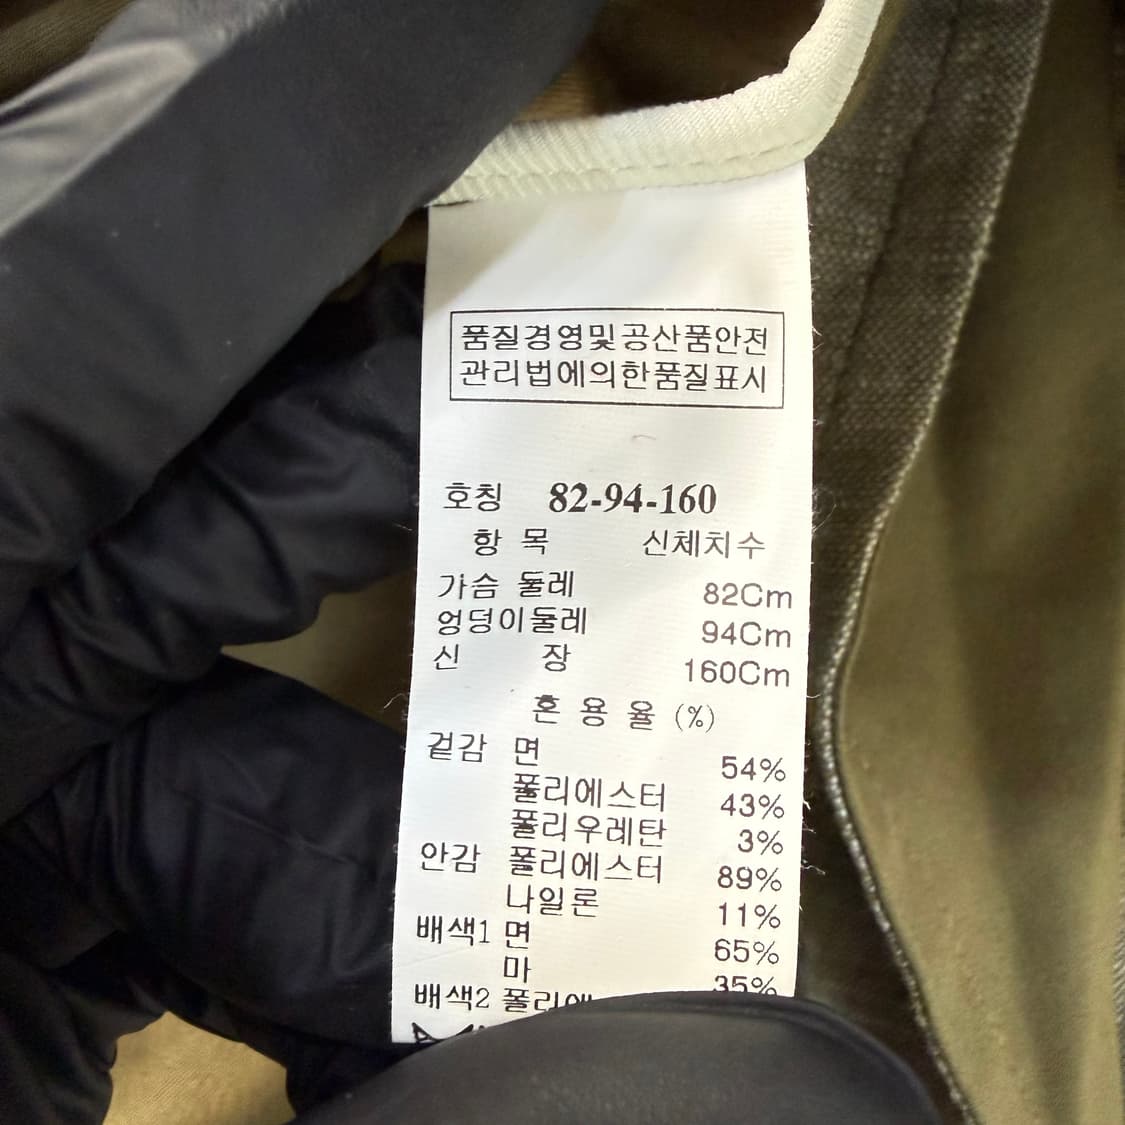 품질경영및공산품안전
관리법에의한품질표시
호칭 82-94-160
항 목 신체치수
가슴 둘레 82Cm
엉덩이둘레 94Cm
신 장 160Cm
혼 용 율 (%)
겉감 면 54%
폴리에스터 43%
폴리우레탄 3%
안감 폴리에스터 89%
나일론 11%
배색1 면 65%
마 35%
배색2